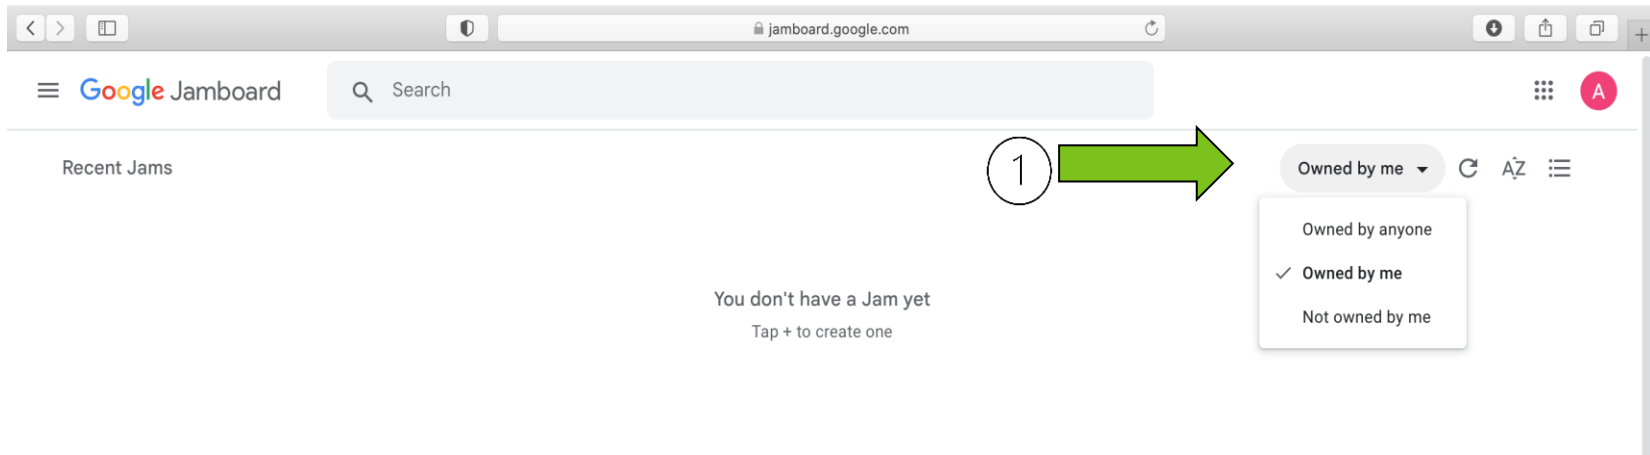 jamboard.google.com
Google Jamboard
Search
A
Recent Jams
1
Owned by me
AZ
Owned by anyone
Owned by me
Not owned by me
You don't have a Jam yet
Tap + to create one